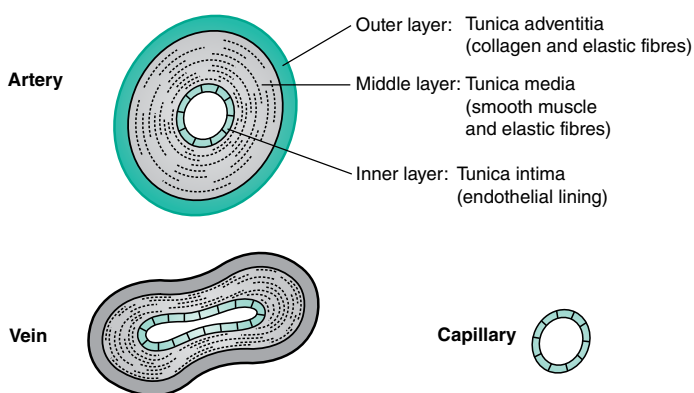 Artery
Outer layer: Tunica adventitia
(collagen and elastic fibres)
Middle layer: Tunica media
(smooth muscle
and elastic fibres)
Inner layer: Tunica intima
(endothelial lining)
Vein
Capillary